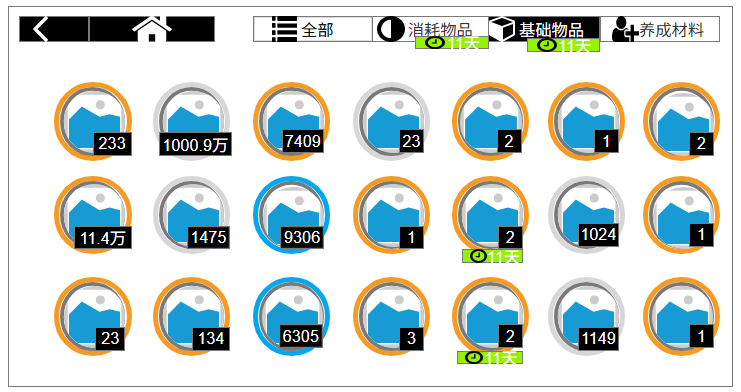 全部 消耗物品 基础物品 养成材料
11天 11天
233 1000.9万 7409 23 2 1 2
11.4万 1475 9306 1 2 1024 1
11天
23 134 6305 3 2 1149 1
11天